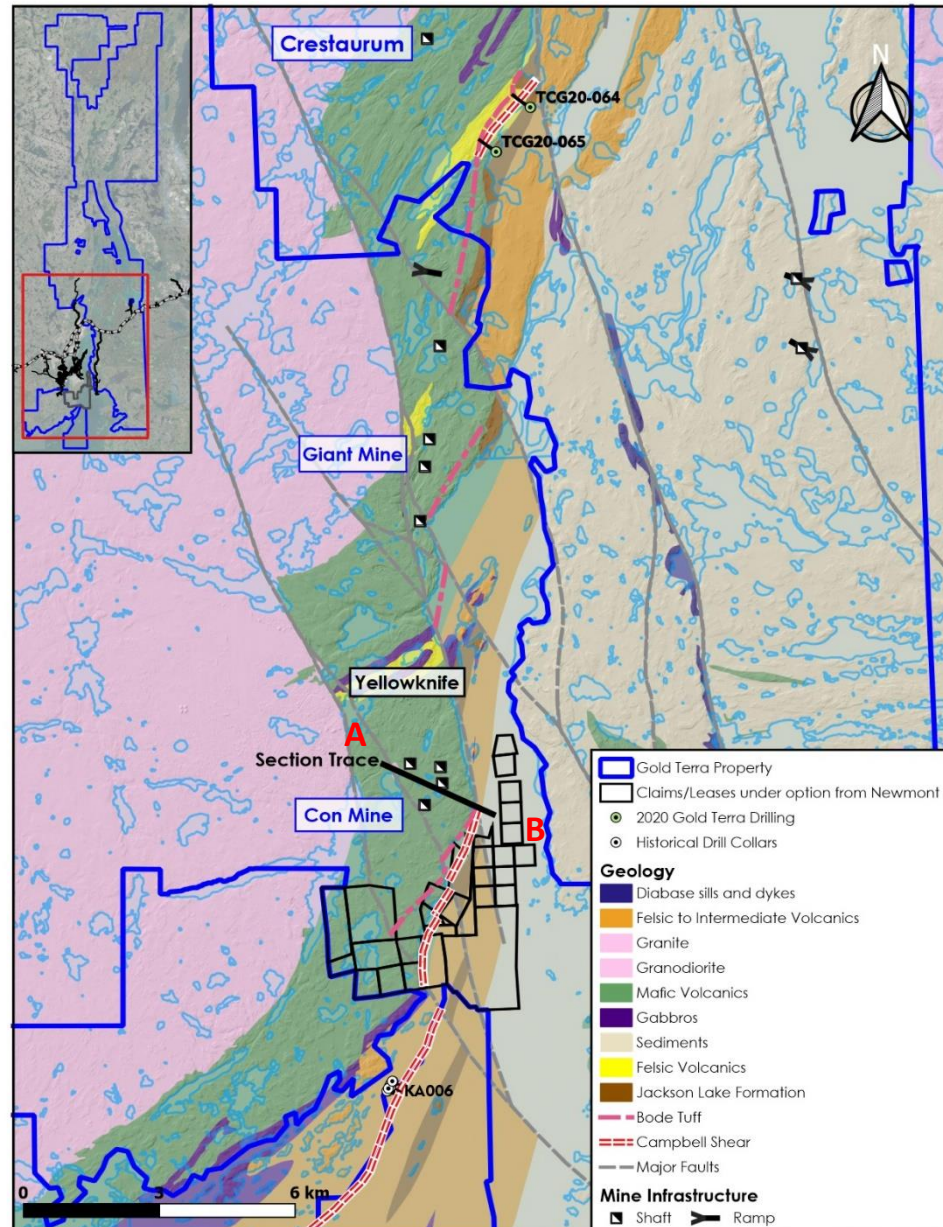 Crestaurum
N
TCG20-064
TCG20-065
Giant Mine
Yellowknife
A
Section Trace
Con Mine
B
KA006
0 3 6 km
Gold Terra Property
Claims/Leases under option from Newmont
2020 Gold Terra Drilling
Historical Drill Collars
Geology
Diabase sills and dykes
Felsic to Intermediate Volcanics
Granite
Granodiorite
Mafic Volcanics
Gabbros
Sediments
Felsic Volcanics
Jackson Lake Formation
Bode Tuff
Campbell Shear
Major Faults
Mine Infrastructure
Shaft Ramp